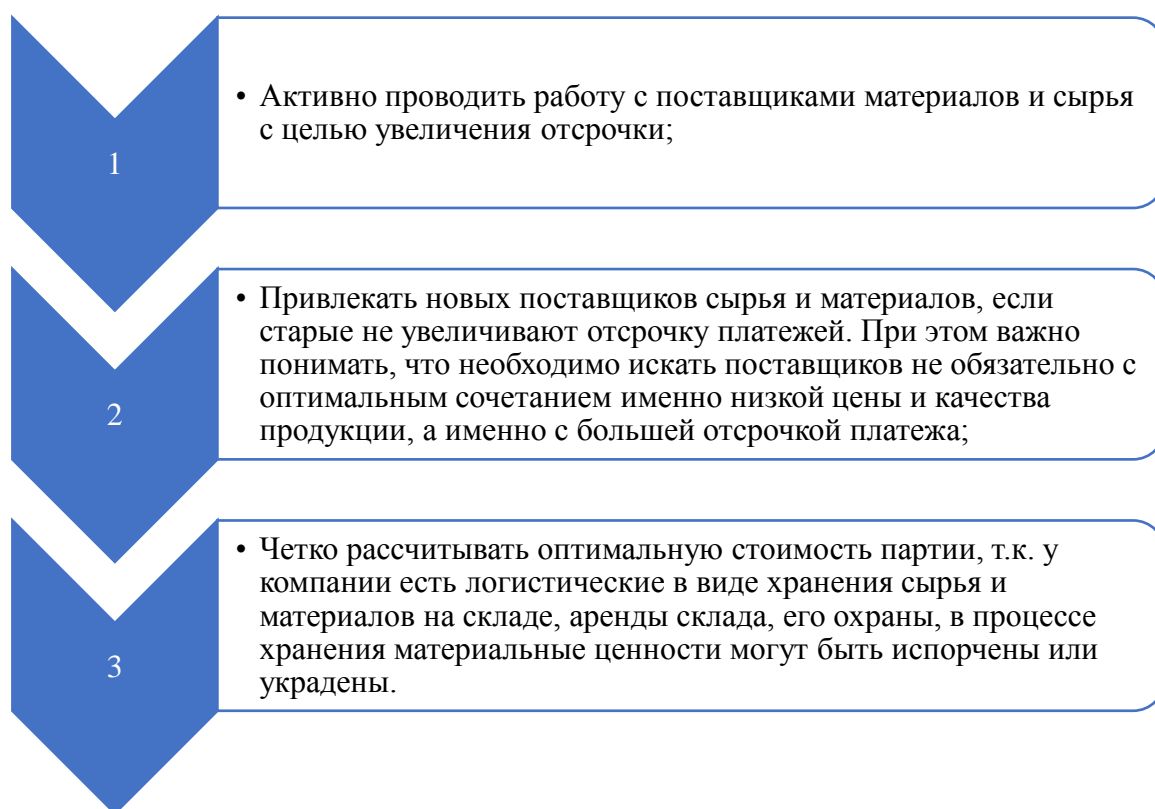 1
• Активно проводить работу с поставщиками материалов и сырья
с целью увеличения отсрочки;
2
• Привлекать новых поставщиков сырья и материалов, если
старые не увеличивают отсрочку платежей. При этом важно
понимать, что необходимо искать поставщиков не обязательно с
оптимальным сочетанием именно низкой цены и качества
продукции, а именно с большей отсрочкой платежа;
3
• Четко рассчитывать оптимальную стоимость партии, т.к. у
компании есть логистические в виде хранения сырья и
материалов на складе, аренды склада, его охраны, в процессе
хранения материальные ценности могут быть испорчены или
украдены.